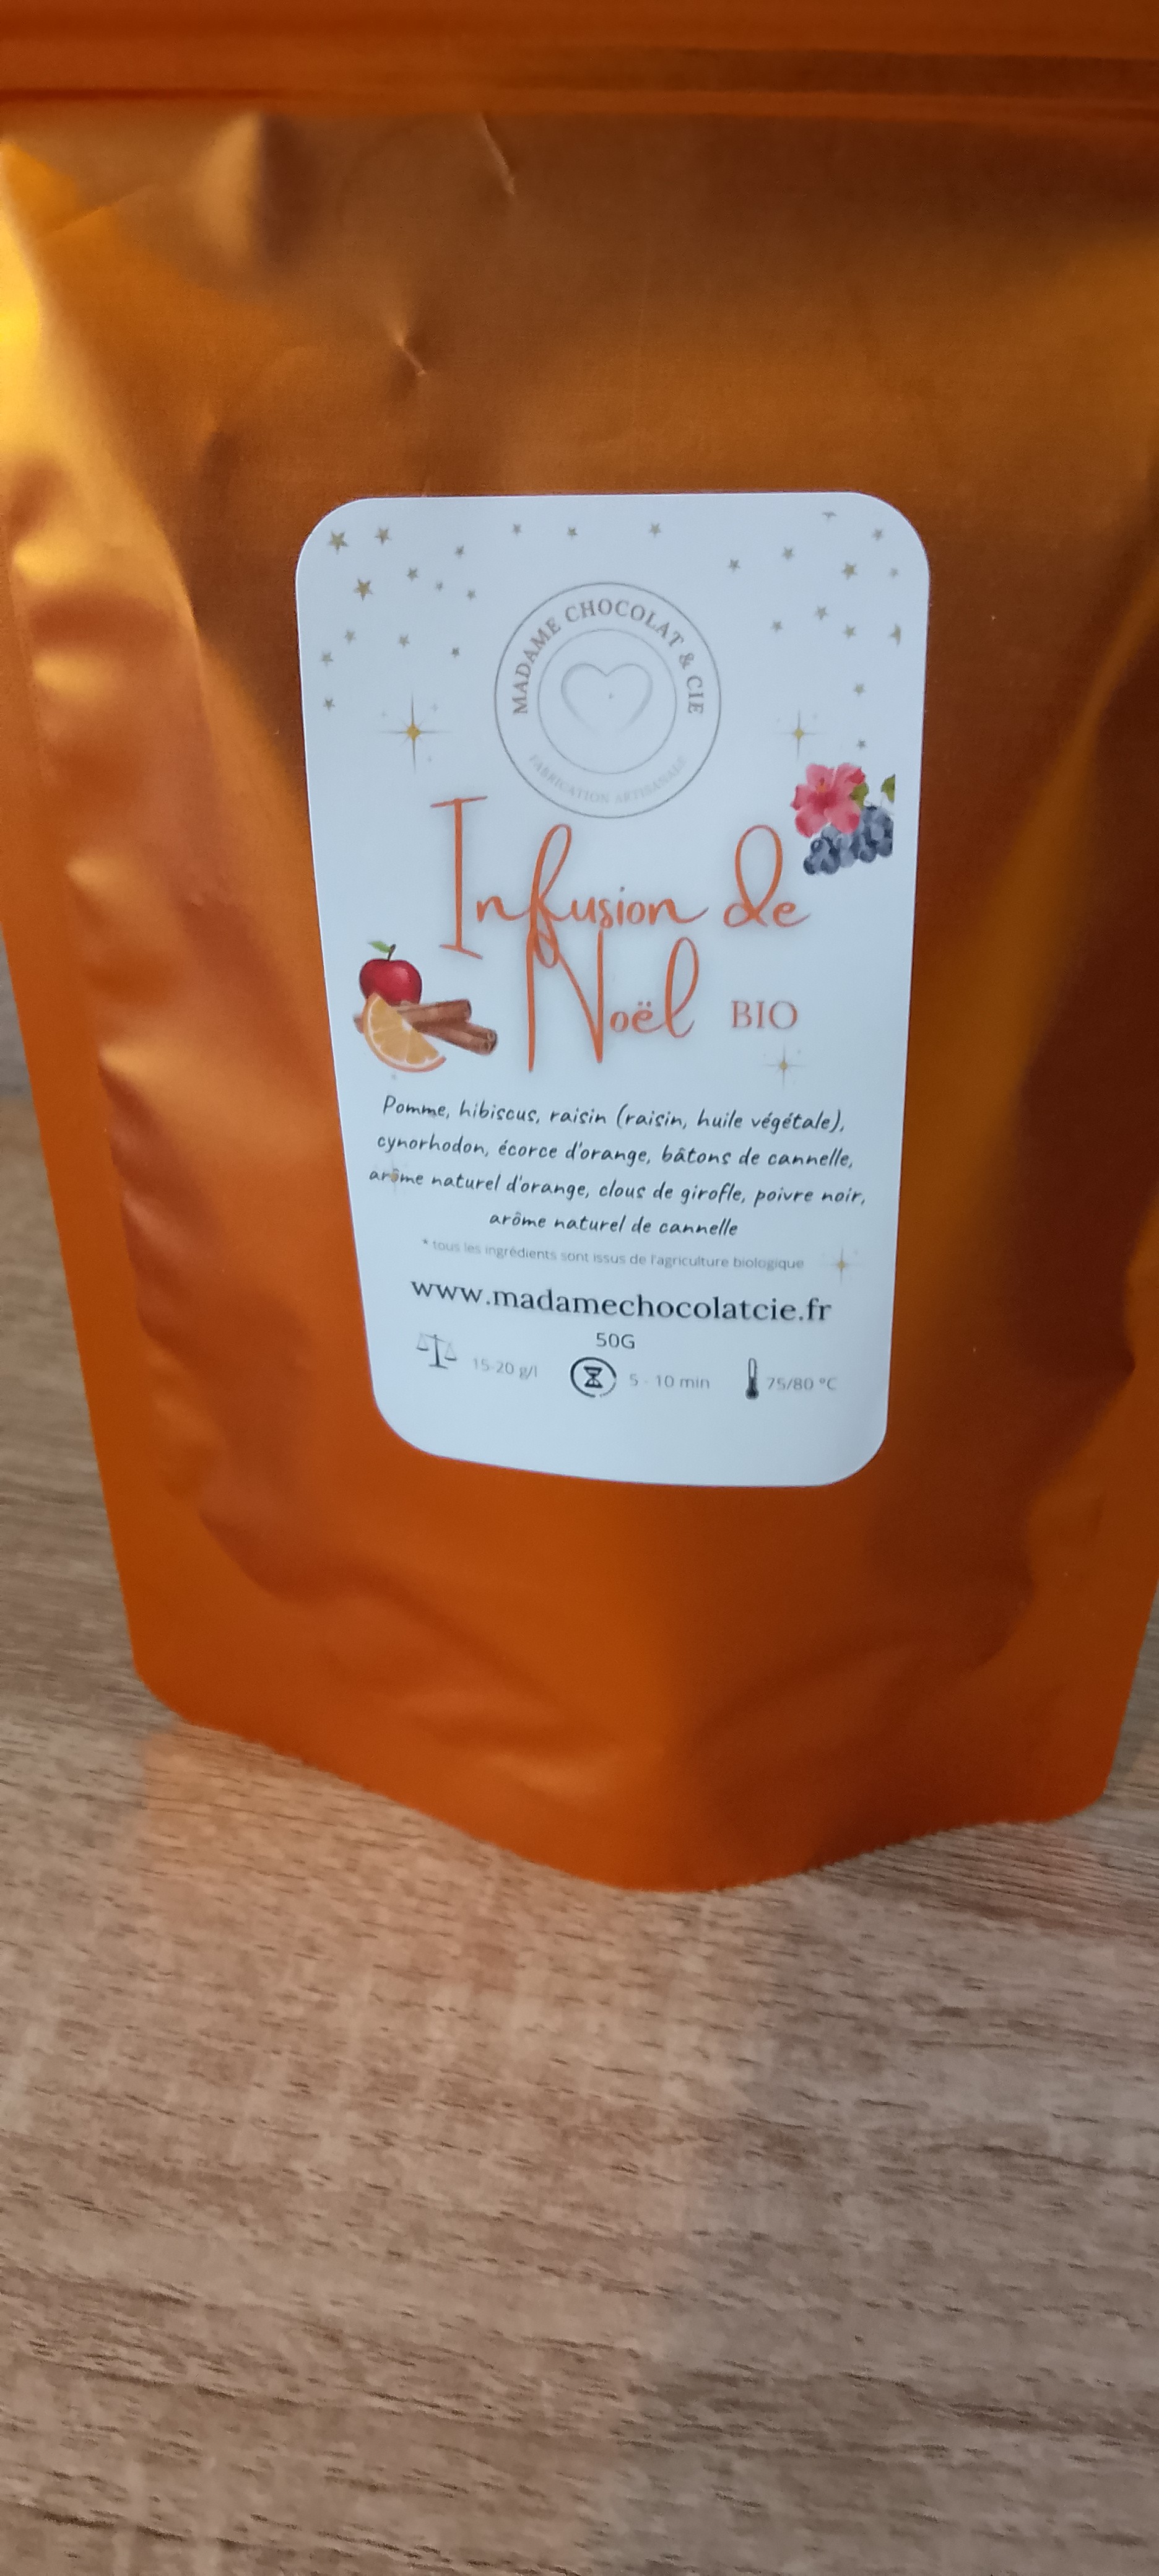 MADAME CHOCOLAT & CIE
FABRICATION ARTISANALE
Infusion de
Noël BIO
Pomme, hibiscus, raisin (raisin, huile végétale),
cynorhodon, écorce d'orange, bâtons de cannelle,
arôme naturel d'orange, clous de girofle, poivre noir,
arôme naturel de cannelle
* tous les ingrédients sont issus de l'agriculture biologique
www.madamechocolatcie.fr
50G
15-20 g/l 5 - 10 min 75/80 °C